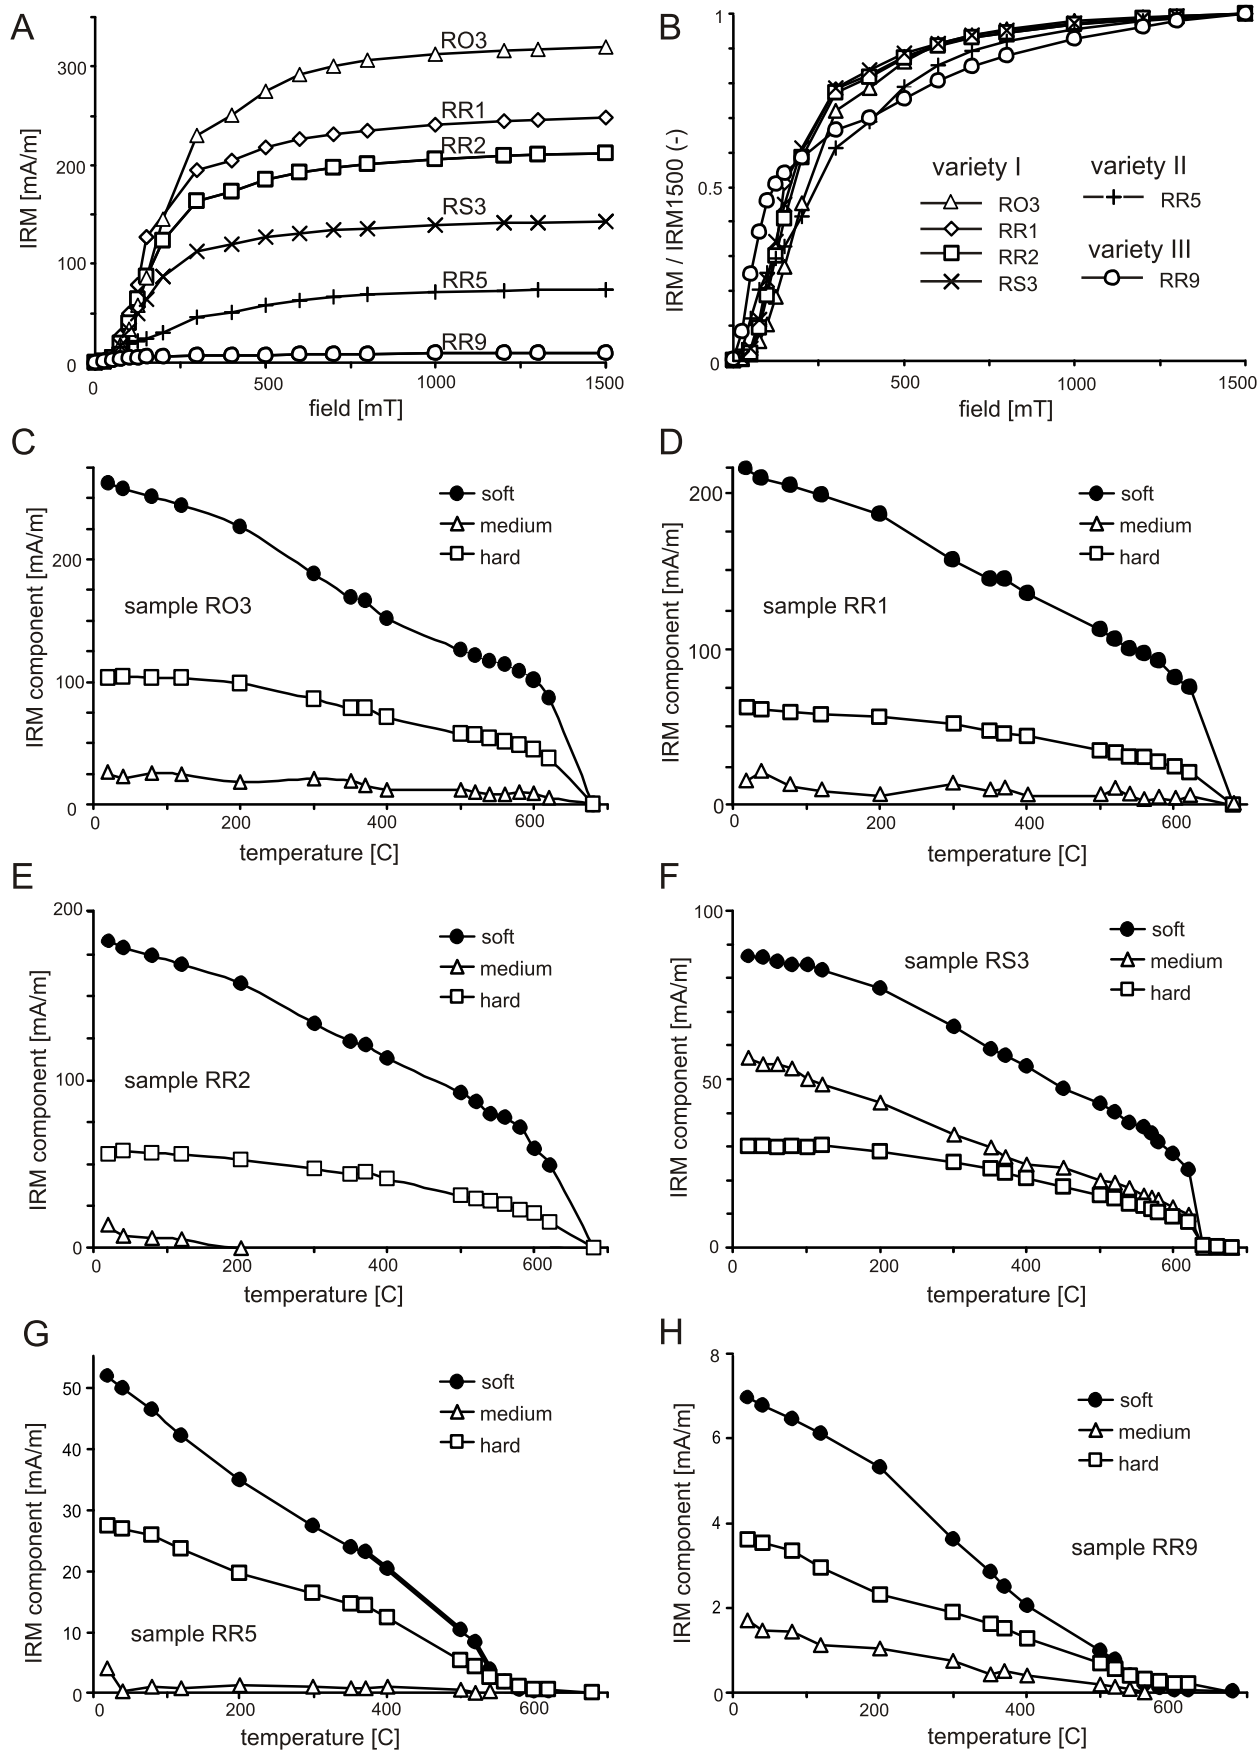 A
IRM [mA/m]
300
200
100
0
RO3
RR1
RR2
RS3
RR5
RR9
0
500
1000
1500
field [mT]
B
IRM / IRM1500 (-)
1
0.5
0
variety I
RO3
RR1
RR2
RS3
variety II
RR5
variety III
RR9
500
1000
1500
field [mT]
C
IRM component [mA/m]
200
100
0
soft
medium
hard
sample RO3
0
200
400
600
temperature [C]
D
IRM component [mA/m]
200
100
0
soft
medium
hard
sample RR1
0
200
400
600
temperature [C]
E
IRM component [mA/m]
200
100
0
soft
medium
hard
sample RR2
0
200
400
600
temperature [C]
F
IRM component [mA/m]
100
50
0
soft
medium
hard
sample RS3
0
200
400
600
temperature [C]
G
IRM component [mA/m]
50
40
30
20
10
0
soft
medium
hard
sample RR5
0
200
400
600
temperature [C]
H
IRM component [mA/m]
8
6
4
2
0
soft
medium
hard
sample RR9
0
200
400
600
temperature [C]